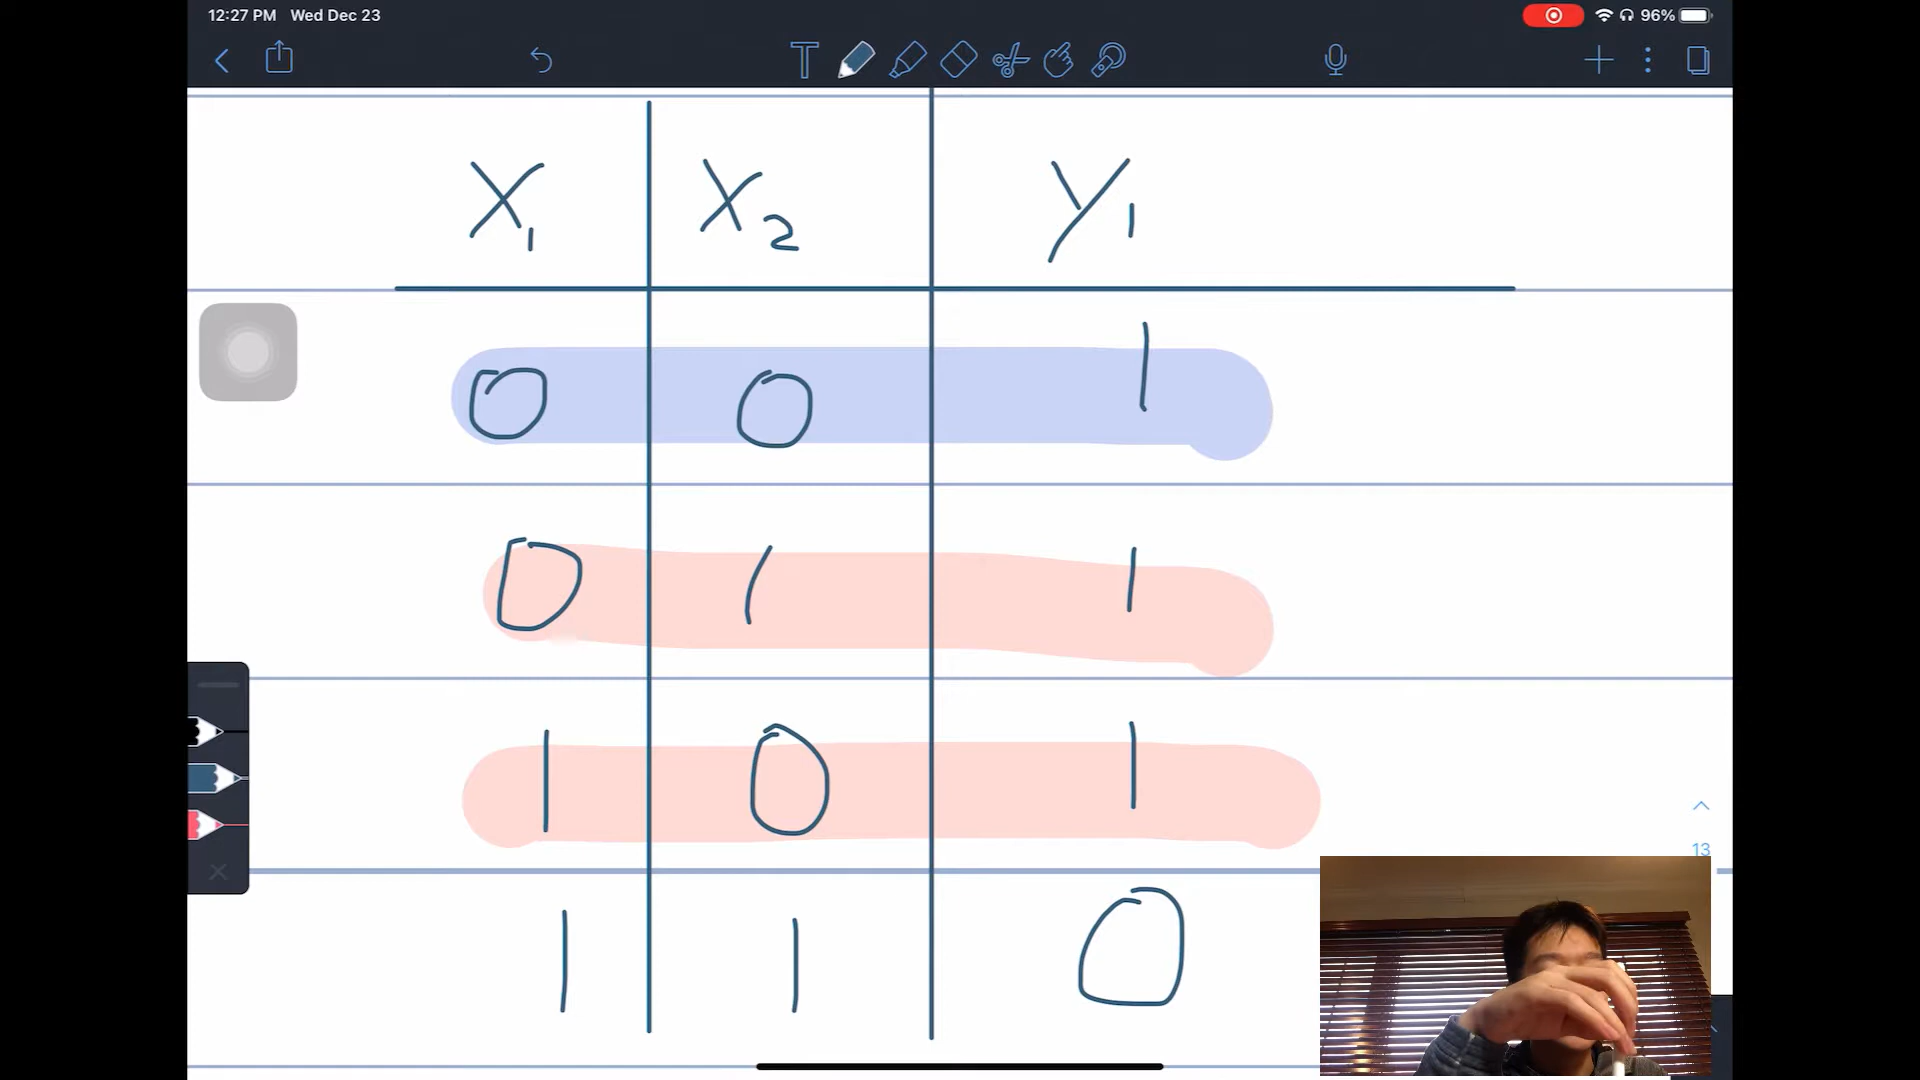 12:27 PM Wed Dec 23 96%
T
X₁ X₂ Y₁
0 0 1
0 1 1
1 0 1
13
1 1 0